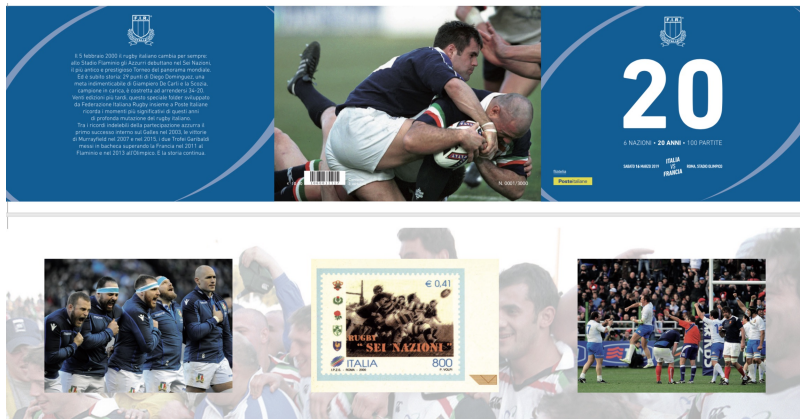 F.I.R.
Il 5 febbraio 2000 il rugby italiano cambia per sempre:
allo Stadio Flaminio gli Azzurri debuttano nel Sei Nazioni,
il più antico e prestigioso Torneo del panorama mondiale.
Ed è subito storia: 29 punti di Diego Dominguez, una
meta indimenticabile di Giampero De Carli e la Scozia,
campione in carica, è costretta ad arrendersi 34-20.
Venti edizioni più tardi, questo speciale folder sviluppato
da Federazione Italiana Rugby insieme a Poste Italiane
ricorda i momenti più significativi di questi anni
di profonda mutazione del rugby italiano.
Tra i ricordi indelebili della partecipazione azzurra il
primo successo interno sul Galles nel 2003, le vittorie
di Murrayfield nel 2007 e nel 2015, i due Trofei Garibaldi
messi in bacheca superando la Francia nel 2011 al
Flaminio e nel 2013 all'Olimpico. E la storia continua.
N. 0001/3000
F.I.R.
20
6 NAZIONI • 20 ANNI • 100 PARTITE
SABATO 16 MARZO 2019
ITALIA
VS
FRANCIA
ROMA, STADIO OLIMPICO
Posteitaliane
€ 0,41
RUGBY
"SEI NAZIONI"
ITALIA 800
I.P.Z.S. - ROMA - 2000